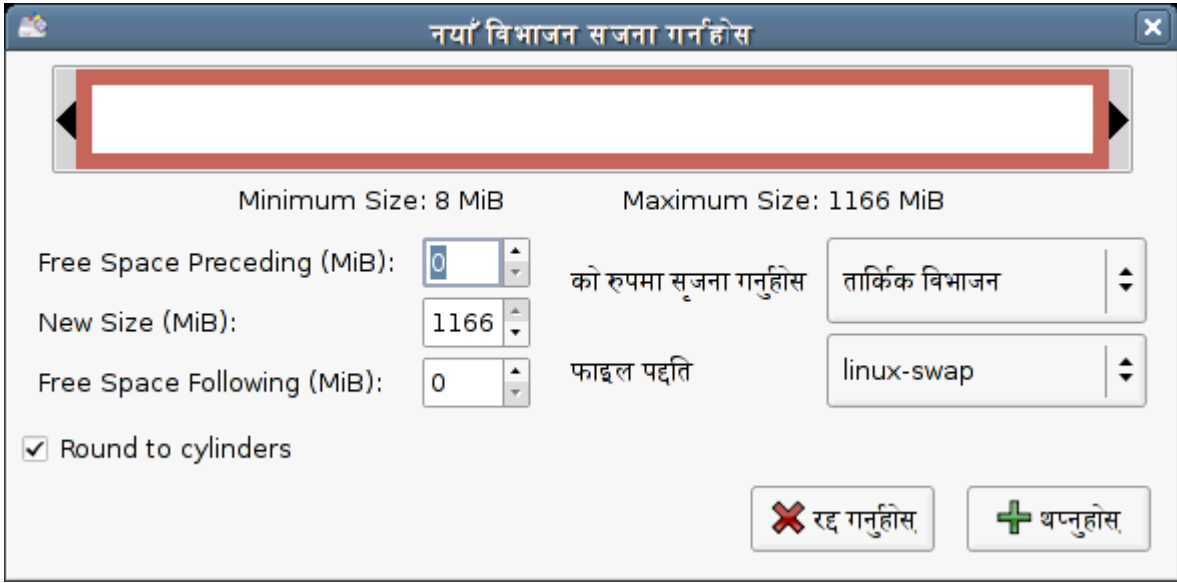 नयाँ विभाजन सृजना गर्नुहोस्
Minimum Size: 8 MiB
Maximum Size: 1166 MiB
Free Space Preceding (MiB): 0
New Size (MiB): 1166
Free Space Following (MiB): 0
को रुपमा सृजना गर्नुहोस् तार्किक विभाजन
फाइल पद्दति linux-swap
Round to cylinders
रद्द गर्नुहोस्
थप्नुहोस्